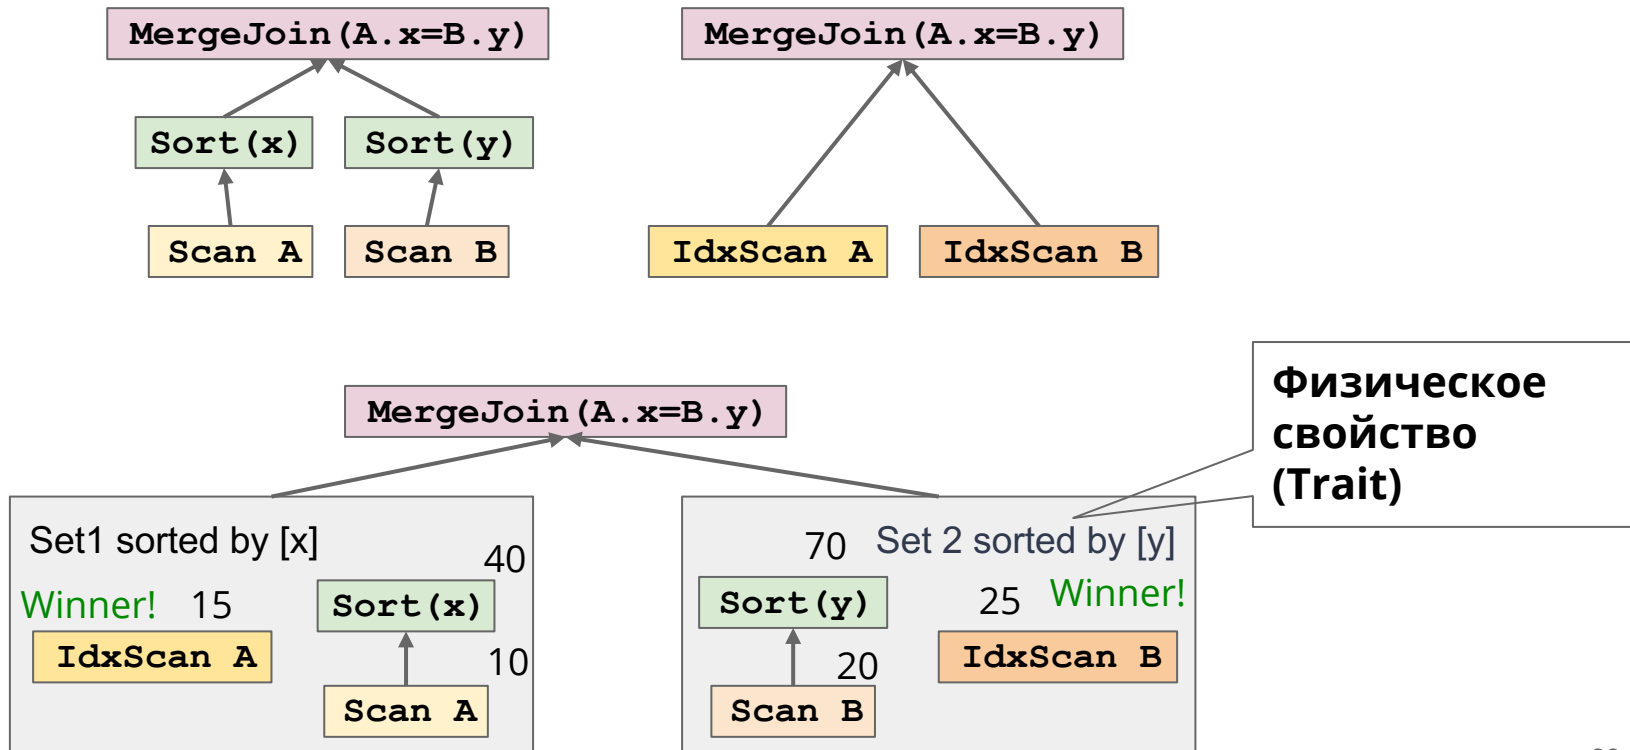 MergeJoin(A.x=B.y)
MergeJoin(A.x=B.y)
Sort(x)
Sort(y)
Scan A
Scan B
IdxScan A
IdxScan B
Физическое
свойство
(Trait)
MergeJoin(A.x=B.y)
Set1 sorted by [x]
40
Winner!
15
Sort(x)
IdxScan A
10
Scan A
70
Set 2 sorted by [y]
Sort(y)
25
Winner!
20
IdxScan B
Scan B